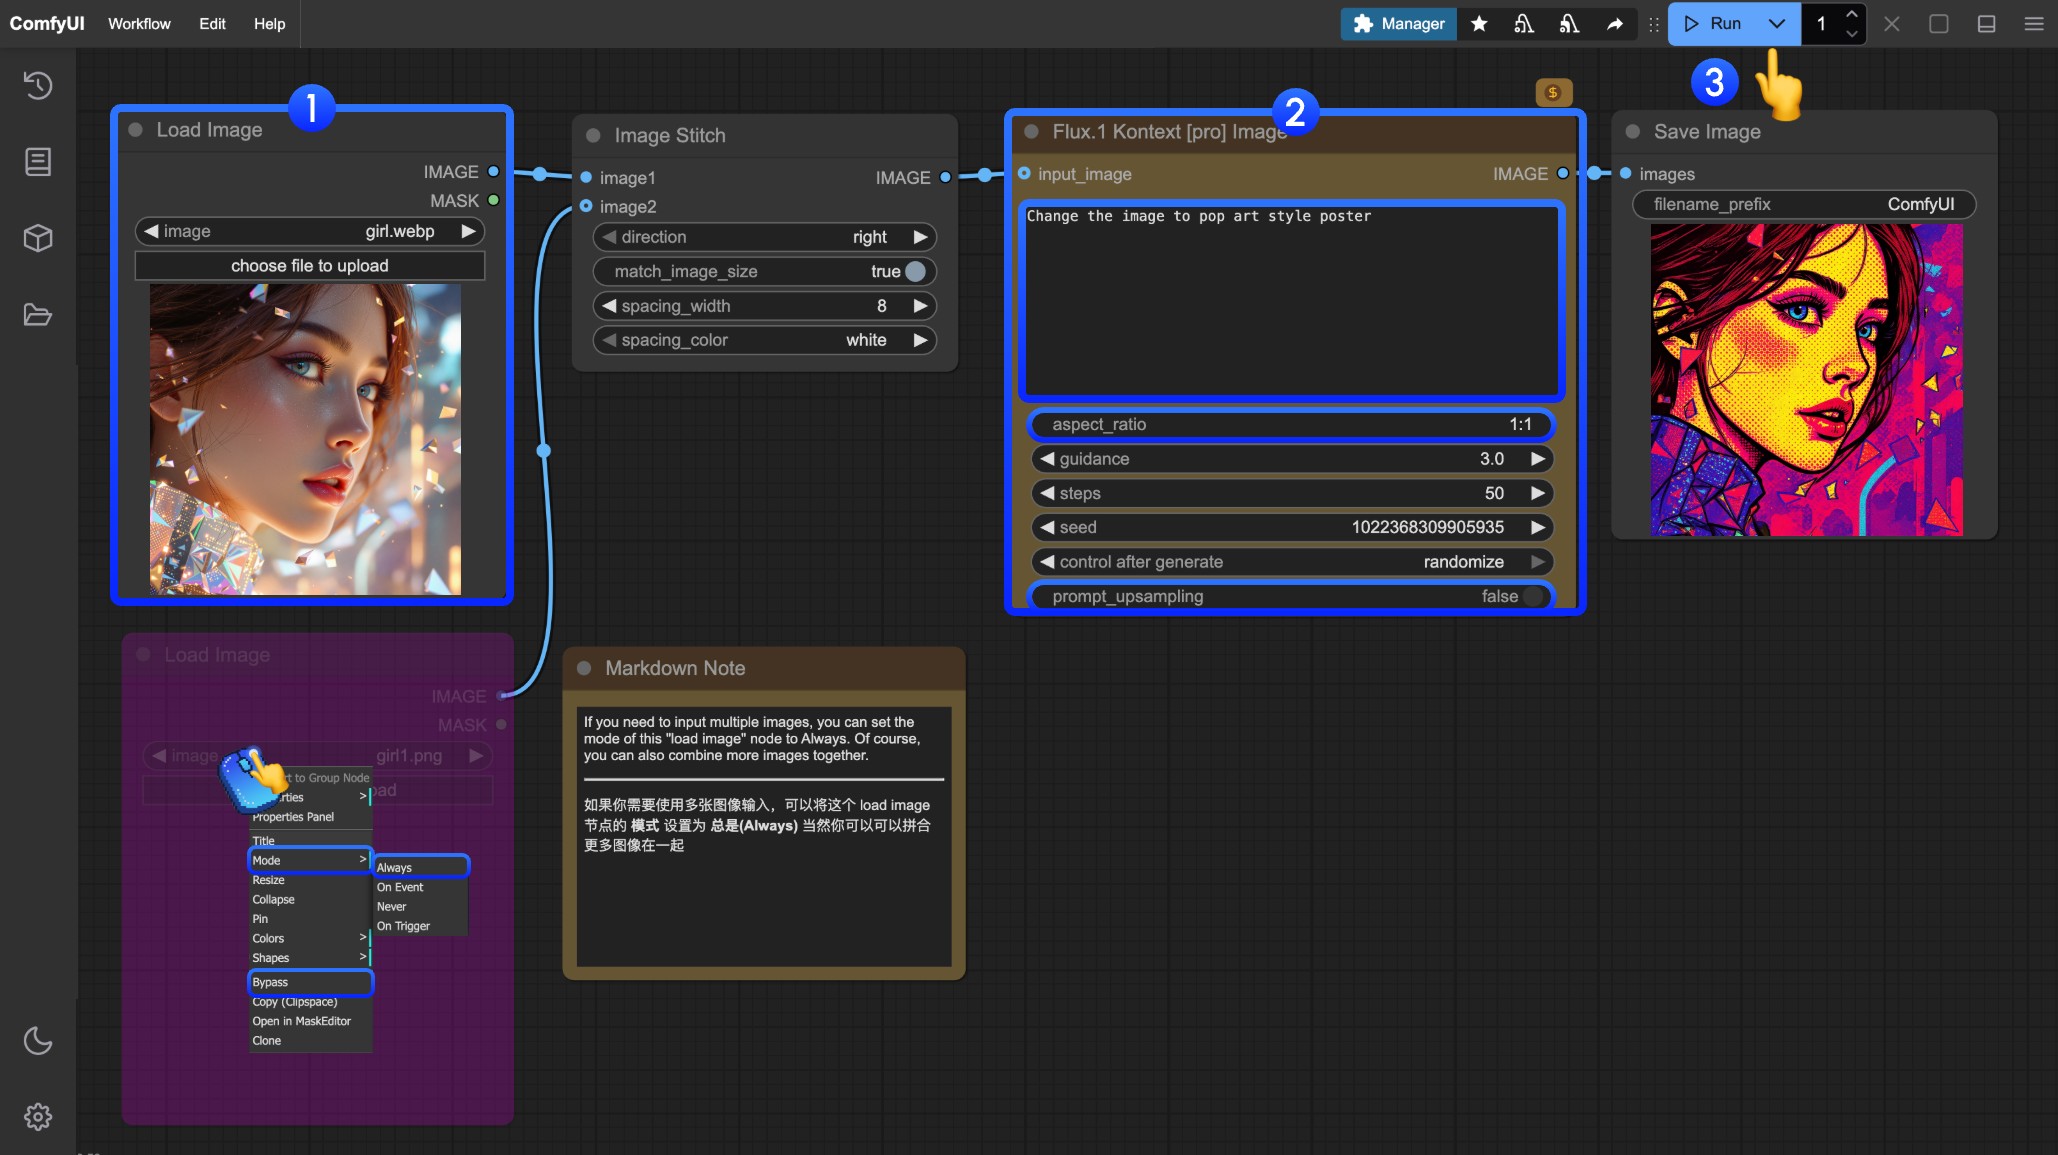 ComfyUI
Workflow
Edit
Help
Manager
Run
1
1
Load Image
IMAGE
MASK
image
girl.webp
choose file to upload
Image Stitch
image1
IMAGE
image2
direction
right
match_image_size
true
spacing_width
8
spacing_color
white
$
2
Flux.1 Kontext [pro] Image
input_image
IMAGE
Change the image to pop art style poster
aspect_ratio
1:1
guidance
3.0
steps
50
seed
1022368309905935
control after generate
randomize
prompt_upsampling
false
3
Save Image
images
filename_prefix
ComfyUI
Load Image
IMAGE
MASK
image
girl1.png
to Group Node
Properties Panel
Title
Mode >
Resize
Collapse
Pin
Colors >
Shapes >
Bypass
Copy (Clipspace)
Open in MaskEditor
Clone
Always
On Event
Never
On Trigger
Markdown Note
If you need to input multiple images, you can set the
mode of this "load image" node to Always. Of course,
you can also combine more images together.
如果你需要使用多张图像输入，可以将这个 load image
节点的 模式 设置为 总是(Always) 当然你可以可以拼合
更多图像在一起